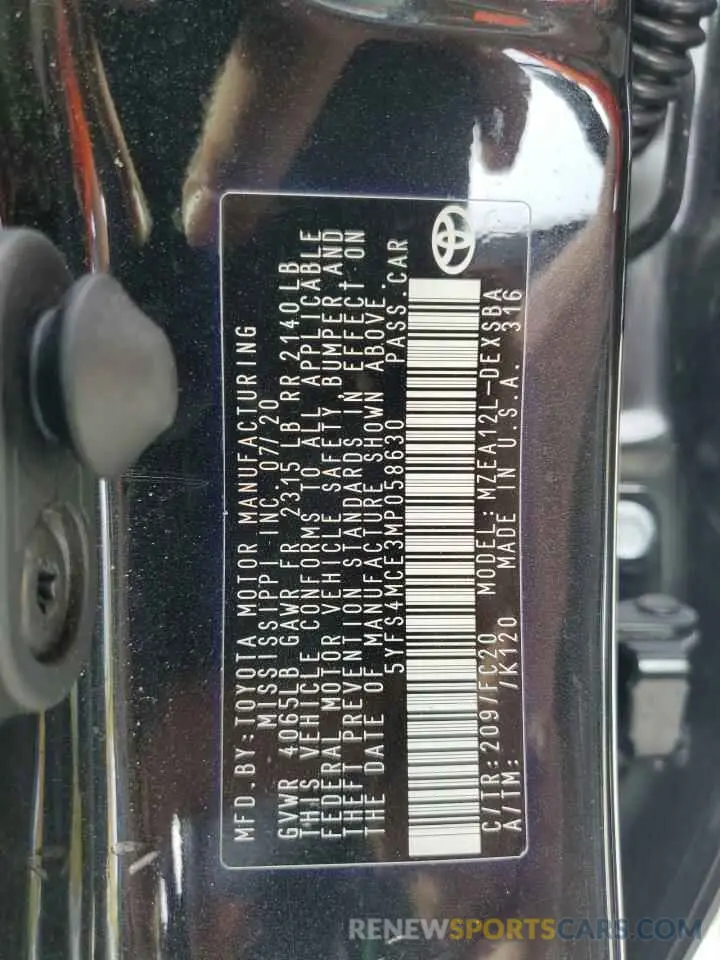 MFD.BY:TOYOTA MOTOR MANUFACTURING
MISSISSIPPI INC. 07/20
GVWR 4065LB GAWR FR 2315 LB RR 2140LB
THIS VEHICLE CONFORMS TO ALL APPLICABLE
FEDERAL MOTOR VEHICLE SAFETY,BUMPER,AND
THEFT PREVENTION STANDARDS IN EFFECT ON
THE DATE OF MANUFACTURE SHOWN ABOVE.
5YFS4MCE3MP058630 PASS.CAR
C/TR:209/FC20 MODEL:MZEA12L-DEXSBA
A/TM: /K120 MADE IN U.S.A. 316
RENEWSPORTSCARS.COM